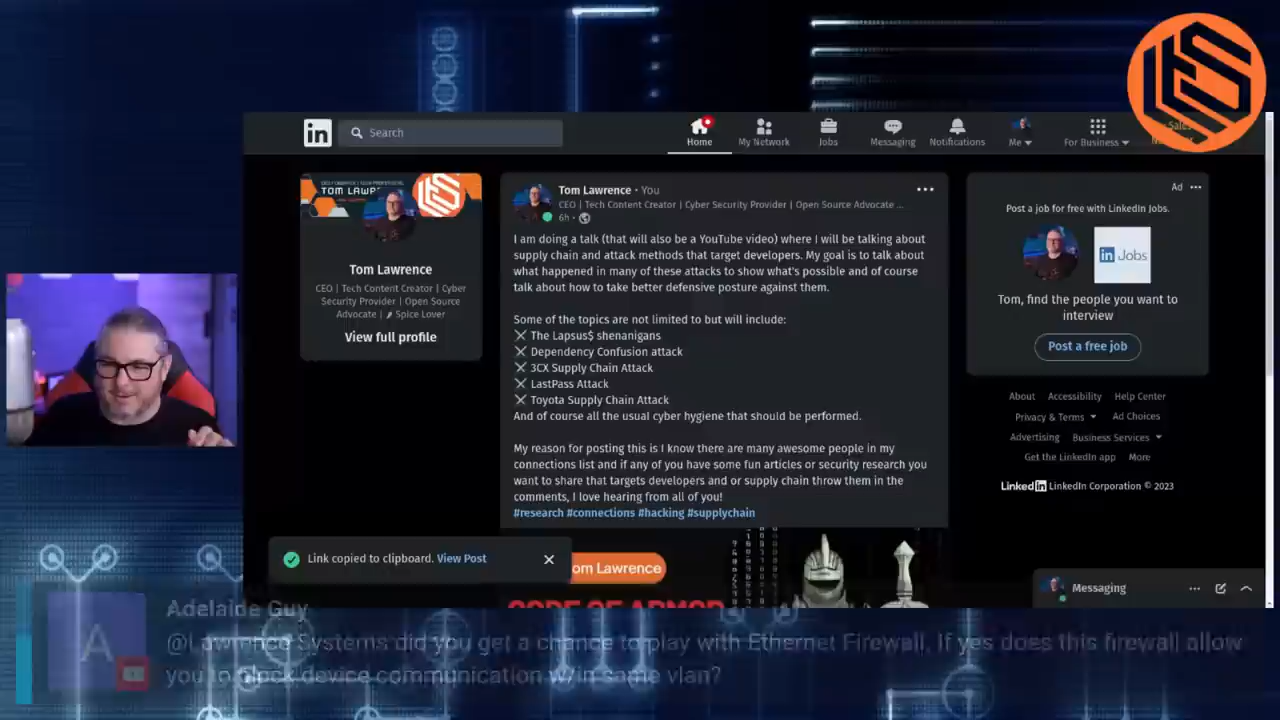 Search
Home
My Network
Jobs
Messaging
Notifications
Me
For Business
Sales
TOM LAWR
Tom Lawrence
CEO | Tech Content Creator | Cyber
Security Provider | Open Source
Advocate | 🌶 Spice Lover
View full profile
Tom Lawrence • You
CEO | Tech Content Creator | Cyber Security Provider | Open Source Advocate ...
6h •
I am doing a talk (that will also be a YouTube video) where I will be talking about
supply chain and attack methods that target developers. My goal is to talk about
what happened in many of these attacks to show what's possible and of course
talk about how to take better defensive posture against them.
Some of the topics are not limited to but will include:
⚔ The Lapsus$ shenanigans
⚔ Dependency Confusion attack
⚔ 3CX Supply Chain Attack
⚔ LastPass Attack
⚔ Toyota Supply Chain Attack
And of course all the usual cyber hygiene that should be performed.
My reason for posting this is I know there are many awesome people in my
connections list and if any of you have some fun articles or security research you
want to share that targets developers and or supply chain throw them in the
comments, I love hearing from all of you!
#research #connections #hacking #supplychain
om Lawrence
CODE OF ARMOR
Ad •••
Post a job for free with LinkedIn Jobs.
in Jobs
Tom, find the people you want to
interview
Post a free job
About Accessibility Help Center
Privacy & Terms Ad Choices
Advertising Business Services
Get the LinkedIn app More
LinkedIn LinkedIn Corporation © 2023
Link copied to clipboard. View Post
Messaging
A
Adelaide Guy
@Lawrence Systems did you get a chance to play with Ethernet Firewall, If yes does this firewall allow
you to block device communication w/in same vlan?